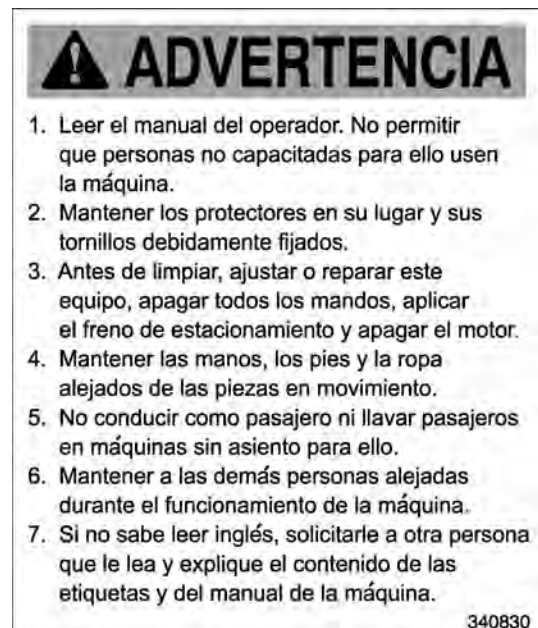 ADVERTENCIA
1. Leer el manual del operador. No permitir
que personas no capacitadas para ello usen
la máquina.
2. Mantener los protectores en su lugar y sus
tornillos debidamente fijados.
3. Antes de limpiar, ajustar o reparar este
equipo, apagar todos los mandos, aplicar
el freno de estacionamiento y apagar el motor.
4. Mantener las manos, los pies y la ropa
alejados de las piezas en movimiento.
5. No conducir como pasajero ni llavar pasajeros
en máquinas sin asiento para ello.
6. Mantener a las demás personas alejadas
durante el funcionamiento de la máquina.
7. Si no sabe leer inglés, solicitarle a otra persona
que le lea y explique el contenido de las
etiquetas y del manual de la máquina.
340830